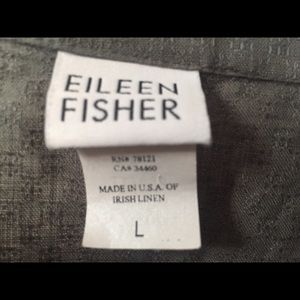 EILEEN
FISHER
RN# 78121
CA# 34460
MADE IN U.S.A. OF
IRISH LINEN
L